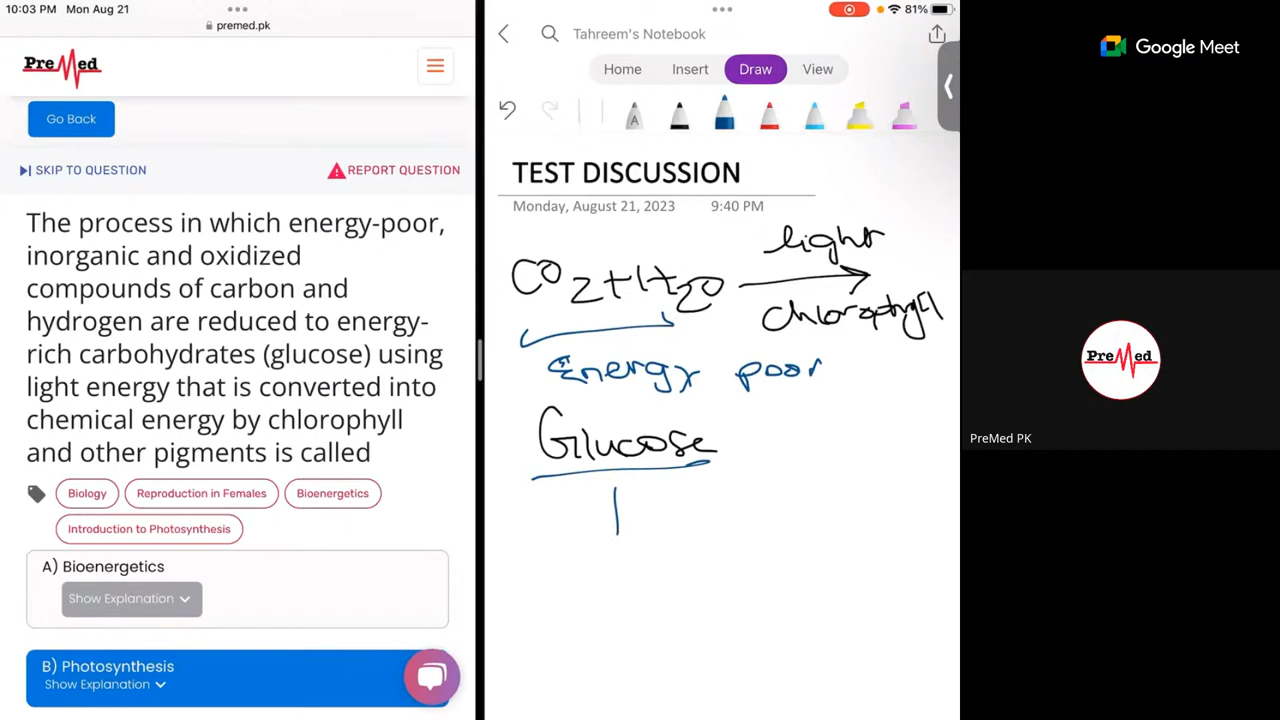 10:03 PM Mon Aug 21
premed.pk
PreMed
Go Back
SKIP TO QUESTION
REPORT QUESTION
The process in which energy-poor,
inorganic and oxidized
compounds of carbon and
hydrogen are reduced to energy-
rich carbohydrates (glucose) using
light energy that is converted into
chemical energy by chlorophyll
and other pigments is called
Biology
Reproduction in Females
Bioenergetics
Introduction to Photosynthesis
A) Bioenergetics
Show Explanation
B) Photosynthesis
Show Explanation
81%
Tahreem's Notebook
Home
Insert
Draw
View
A
TEST DISCUSSION
Monday, August 21, 2023 9:40 PM
light
CO2+H2O
chlorophyll
Energy poor
Glucose
Google Meet
PreMed
PreMed PK